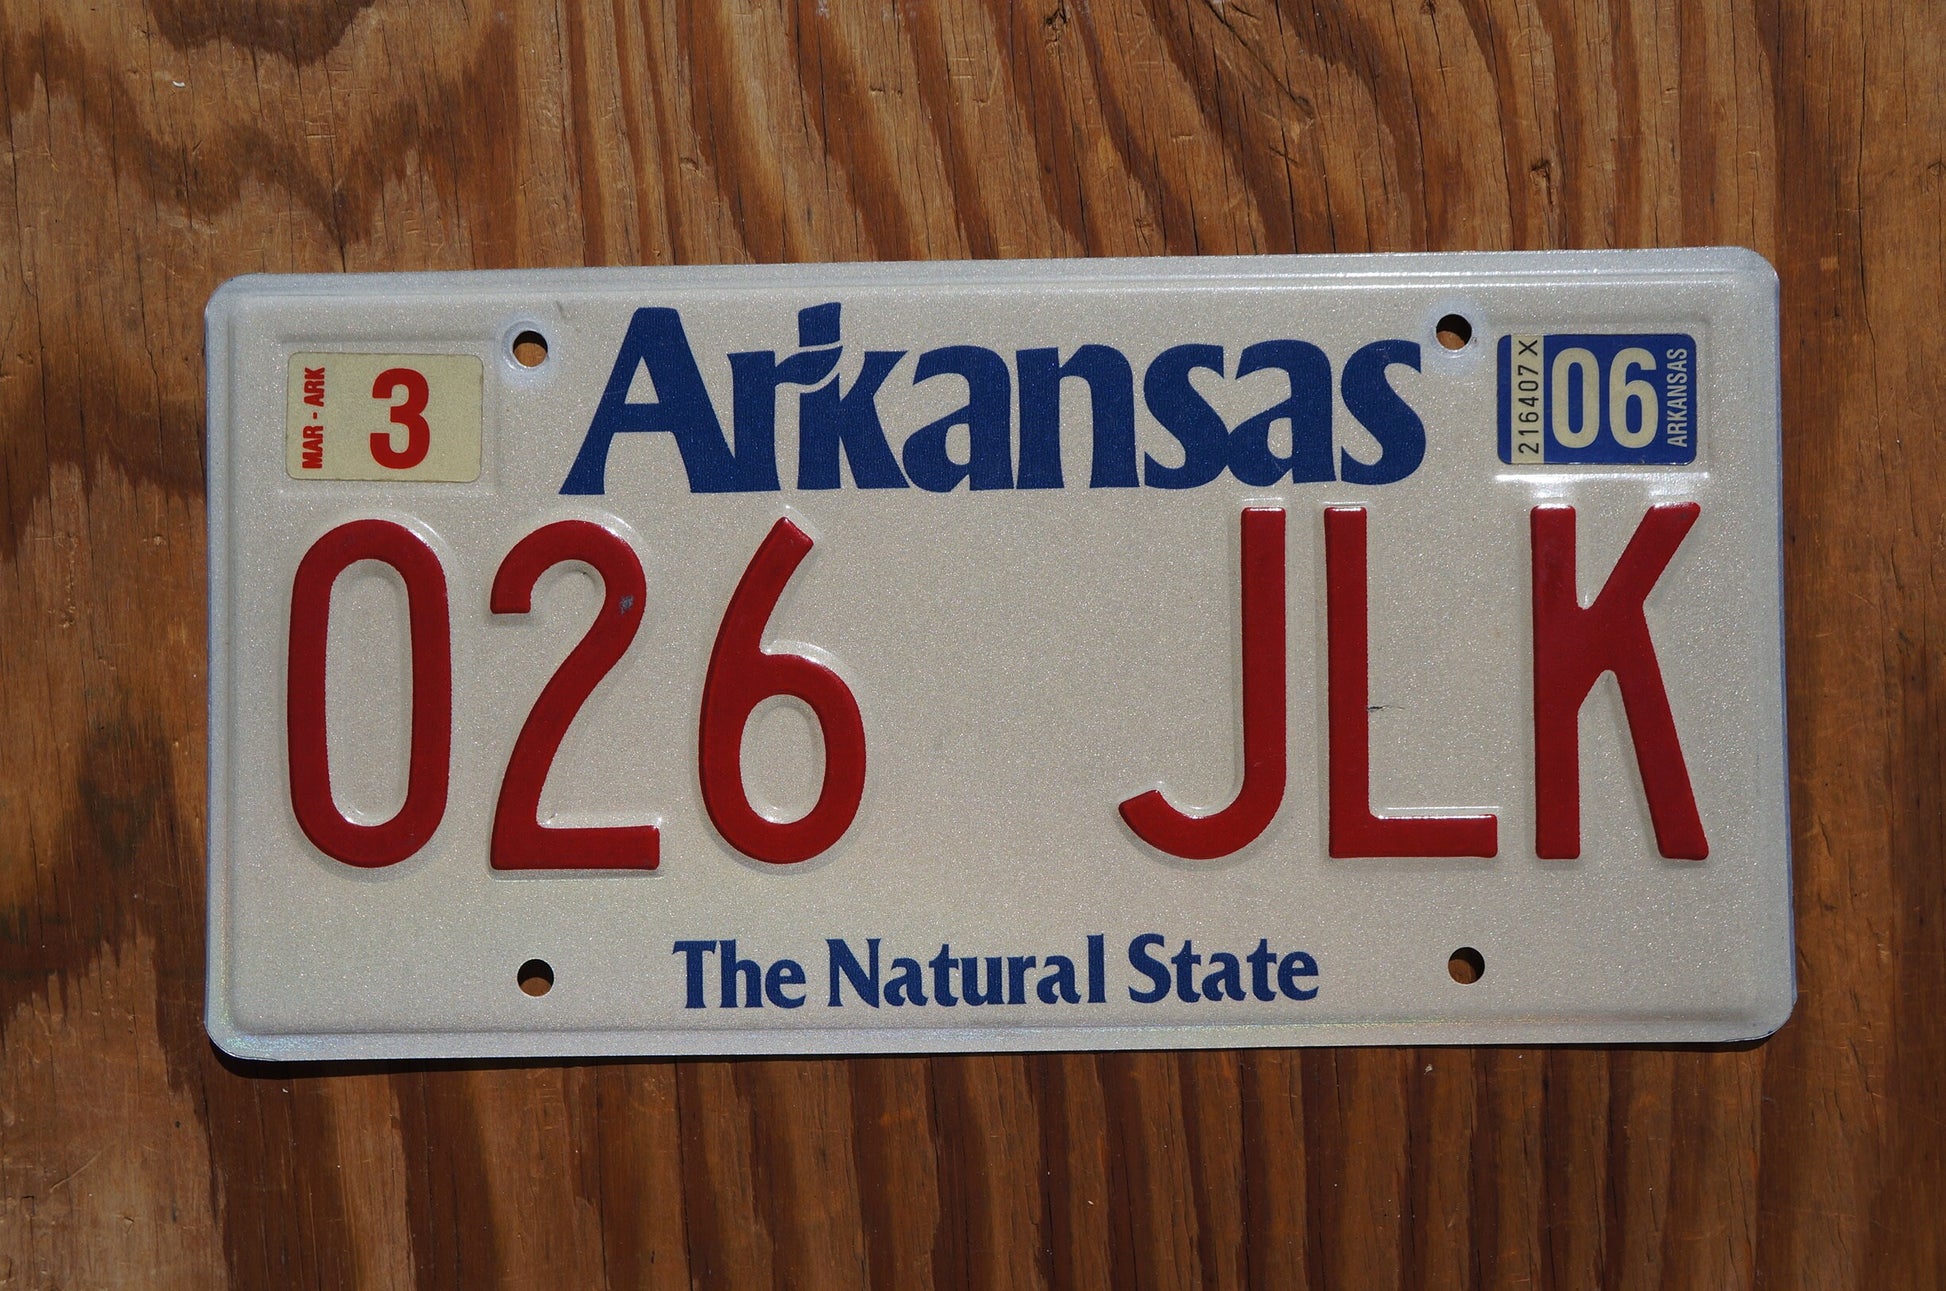 MAR - ARK 3
Arkansas
216407 X 06 ARKANSAS
026 JLK
The Natural State